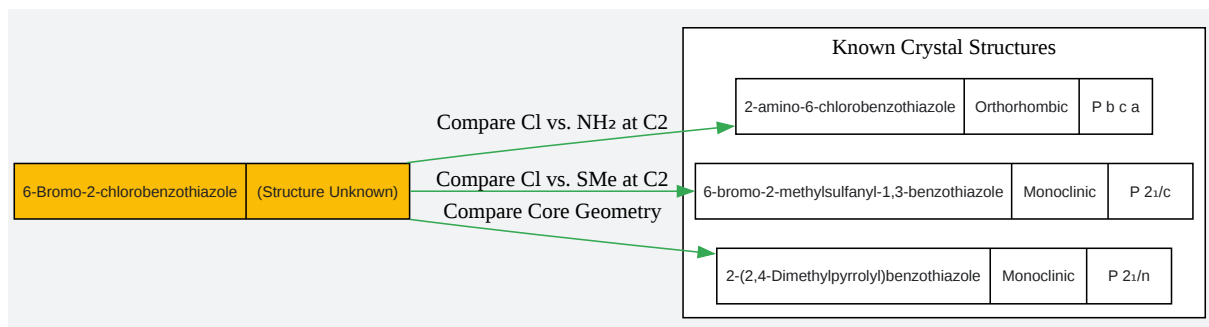 Known Crystal Structures
2-amino-6-chlorobenzothiazole Orthorhombic P b c a
Compare Cl vs. NH₂ at C2
6-Bromo-2-chlorobenzothiazole (Structure Unknown)
Compare Cl vs. SMe at C2
6-bromo-2-methylsulfanyl-1,3-benzothiazole Monoclinic P 2₁/c
Compare Core Geometry
2-(2,4-Dimethylpyrrolyl)benzothiazole Monoclinic P 2₁/n